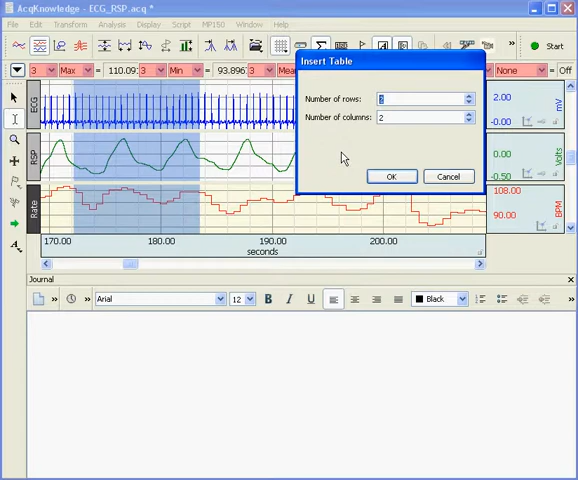 AcqKnowledge - ECG_RSP.acq *
Window Transform Analysis Display Script MP150 Window Help
Insert Table
Start
3 Max 110.09 3 Min 93.896 3 Mean None Off
Number of rows: 2
Number of columns: 2
OK Cancel
ECG
2.00
-0.00
mV
RSP
0.00
-0.50
Volts
Rate
108.00
90.00
BPM
170.00 180.00 190.00 200.00
seconds
Journal
Arial 12 B I U Black